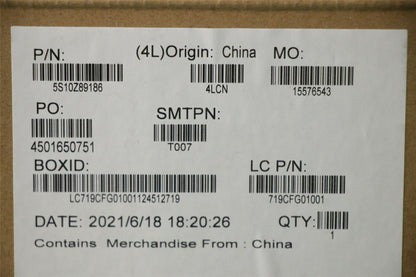 P/N: (4L)Origin: China MO:
5S10Z89186 4LCN 15576543
PO: SMTPN:
4501650751 T007
BOXID: LC P/N:
LC719CFG01001124512719 719CFG01001
DATE: 2021/6/18 18:20:26 QTY:
1
Contains Merchandise From : China